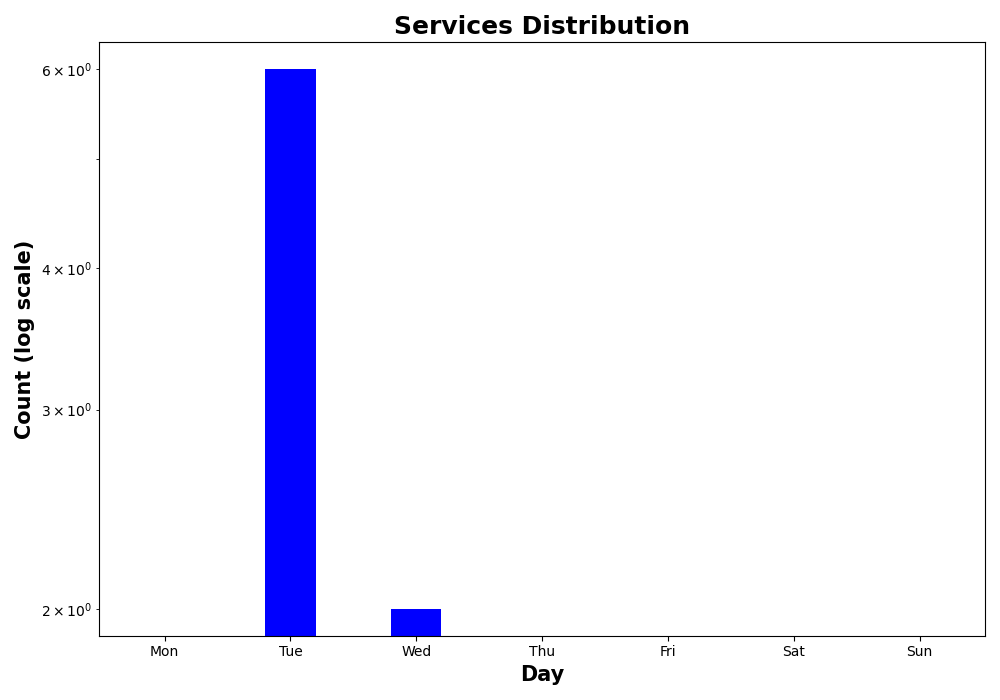 Services Distribution
Count (log scale)
6 × 10⁰
4 × 10⁰
3 × 10⁰
2 × 10⁰
Mon Tue Wed Thu Fri Sat Sun
Day